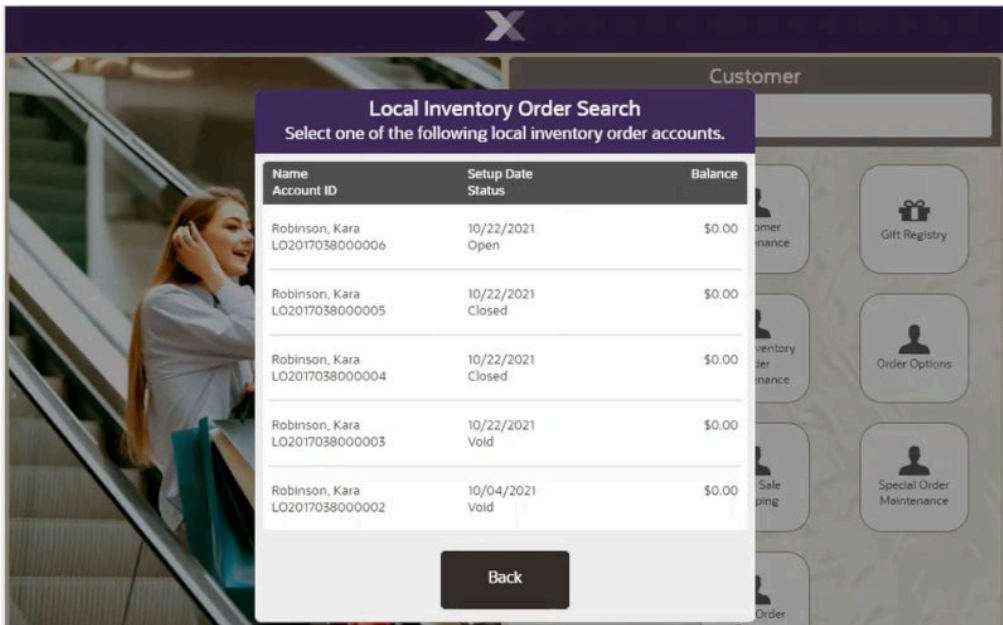 Customer
Local Inventory Order Search
Select one of the following local inventory order accounts.
Name Setup Date Balance
Account ID Status
Robinson, Kara 10/22/2021 $0.00
LO2017038000006 Open
Robinson, Kara 10/22/2021 $0.00
LO2017038000005 Closed
Robinson, Kara 10/22/2021 $0.00
LO2017038000004 Closed
Robinson, Kara 10/22/2021 $0.00
LO2017038000003 Void
Robinson, Kara 10/04/2021 $0.00
LO2017038000002 Void
Back
Gift Registry
Order Options
Sale
Special Order
Maintenance
Order